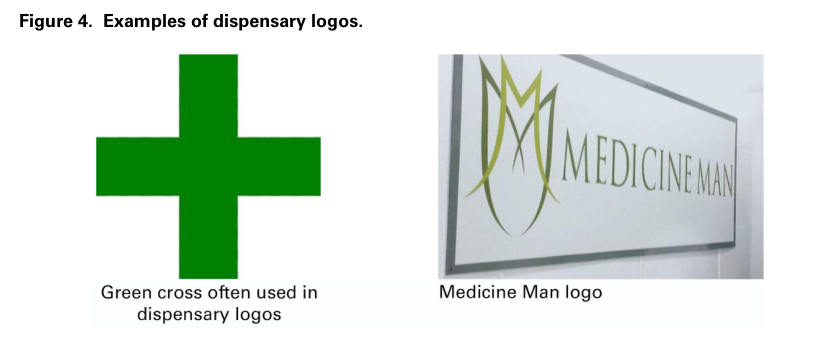 Figure 4. Examples of dispensary logos.
MEDICINE MAN
Green cross often used in
dispensary logos
Medicine Man logo